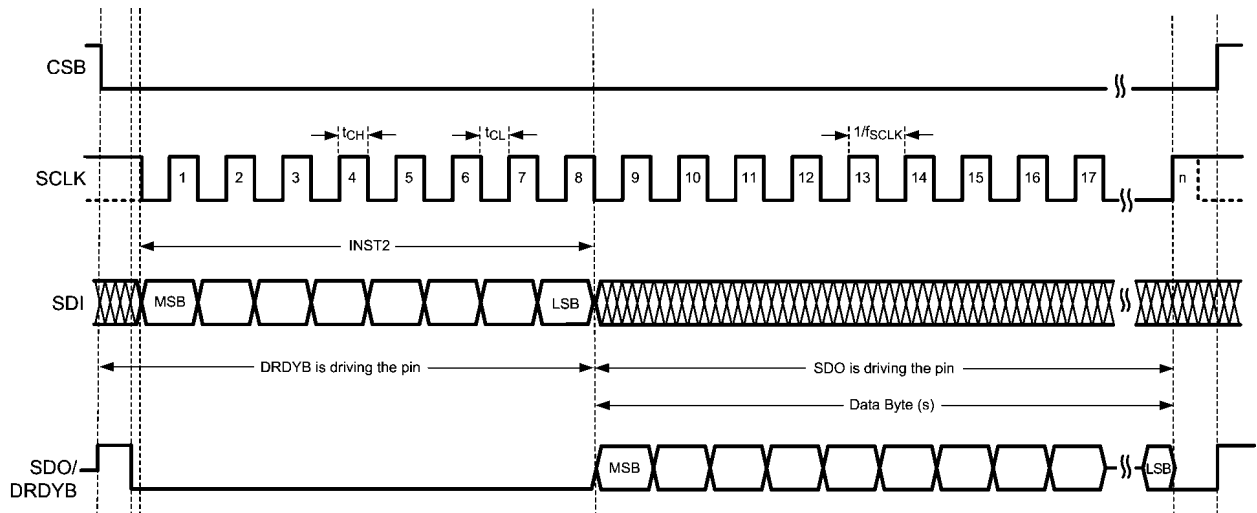 CSB
SCLK
tCH
tCL
1/fSCLK
1 2 3 4 5 6 7 8 9 10 11 12 13 14 15 16 17 n
INST2
SDI
MSB
LSB
DRDYB is driving the pin
SDO is driving the pin
Data Byte (s)
SDO/
DRDYB
MSB
LSB